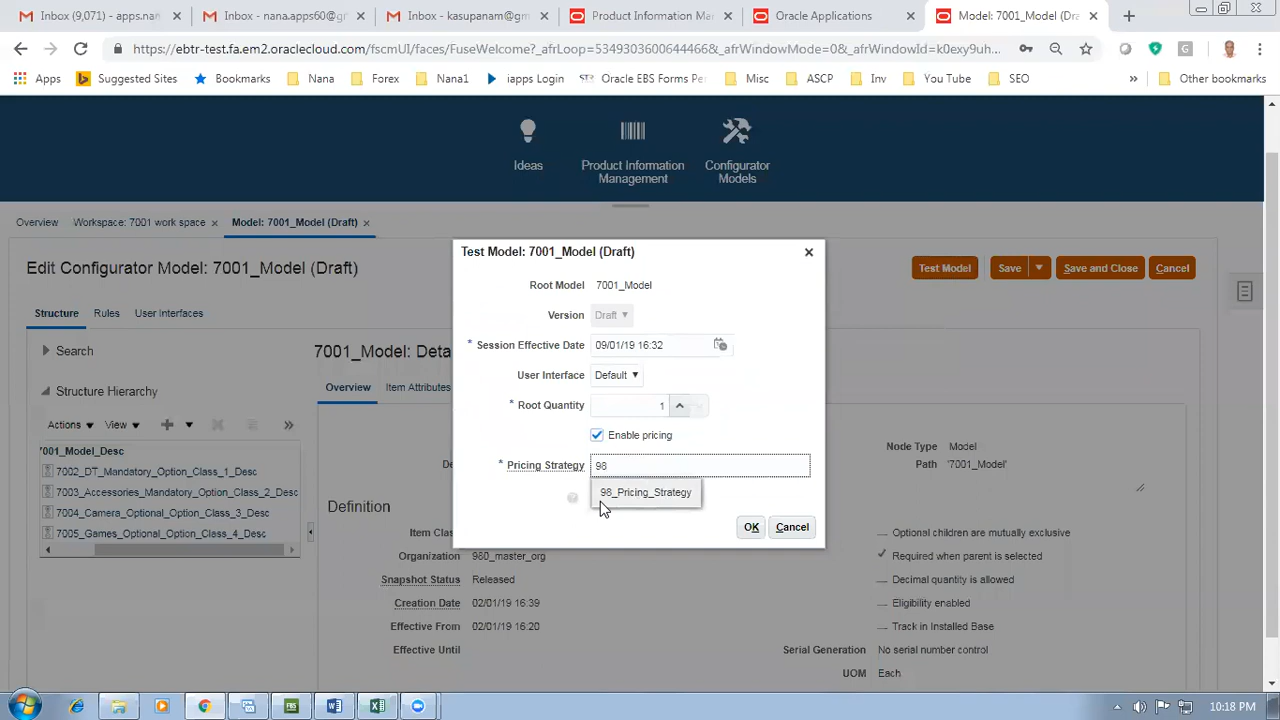 Inbox (9,071) - apps.na
Inbox - nana.apps00@gr
Inbox - kasupanam@gm
Product Information Ma
Oracle Applications
Model: 7001_Model (Dra
https://ebtr-test.fa.em2.oraclecloud.com/fscmUI/faces/FuseWelcome?_afrLoop=53493036006444466&_afrWindowMode=0&_afrWindowId=k0exy9uh...
Apps
Suggested Sites
Bookmarks
Nana
Forex
Nana1
iapps Login
Oracle EBS Forms Per
Misc
ASCP
Inv
You Tube
SEO
»
Other bookmarks
Ideas
Product Information
Management
Configurator
Models
Overview
Workspace: 7001 work space
Model: 7001_Model (Draft)
Edit Configurator Model: 7001_Model (Draft)
Test Model
Save
Save and Close
Cancel
Structure
Rules
User Interfaces
Search
Structure Hierarchy
Actions
View
»
7001_Model_Desc
7002_DT_Mandatory_Option_Class_1_Desc
7003_Accessories_Mandatory_Option_Class_2_Desc
7004_Camera_Optional_Option_Class_3_Desc
7005_Games_Optional_Option_Class_4_Desc
7001_Model: Deta
Overview
Item Attributes
De
Definition
Item Clas
Organization 980_master_org
Snapshot Status Released
Creation Date 02/01/19 16:39
Effective From 02/01/19 16:20
Effective Until
Node Type Model
Path '7001_Model'
Optional children are mutually exclusive
Required when parent is selected
Decimal quantity is allowed
Eligibility enabled
Track in Installed Base
Serial Generation No serial number control
UOM Each
Test Model: 7001_Model (Draft)
Root Model 7001_Model
Version Draft
* Session Effective Date 09/01/19 16:32
User Interface Default
* Root Quantity 1
Enable pricing
* Pricing Strategy 98
98_Pricing_Strategy
OK
Cancel
10:18 PM